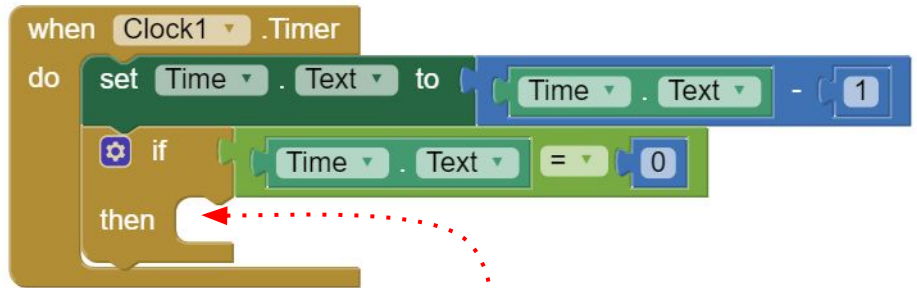 when Clock1 .Timer
do set Time . Text to Time . Text - 1
if Time . Text = 0
then